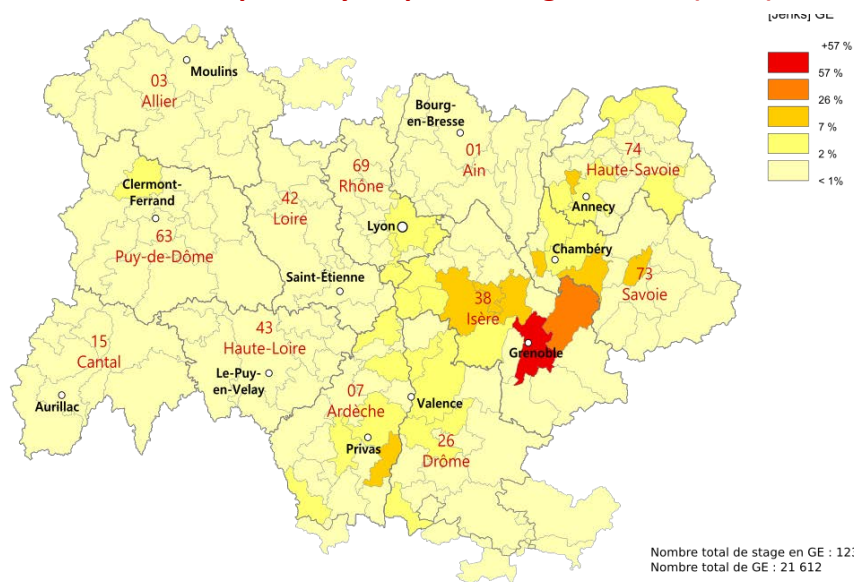 [Jenks] GE
+57 %
57 %
26 %
7 %
2 %
< 1%
03
Allier
Moulins
Bourg-
en-Bresse
01
Ain
74
Haute-Savoie
Annecy
69
Rhône
Clermont-
Ferrand
42
Loire
Lyon
63
Puy-de-Dôme
Chambéry
73
Savoie
Saint-Étienne
38
Isère
15
Cantal
43
Haute-Loire
Grenoble
Le-Puy-
en-Velay
Aurillac
07
Ardèche
Valence
Privas
26
Drôme
Nombre total de stage en GE :
Nombre total de GE : 21 612